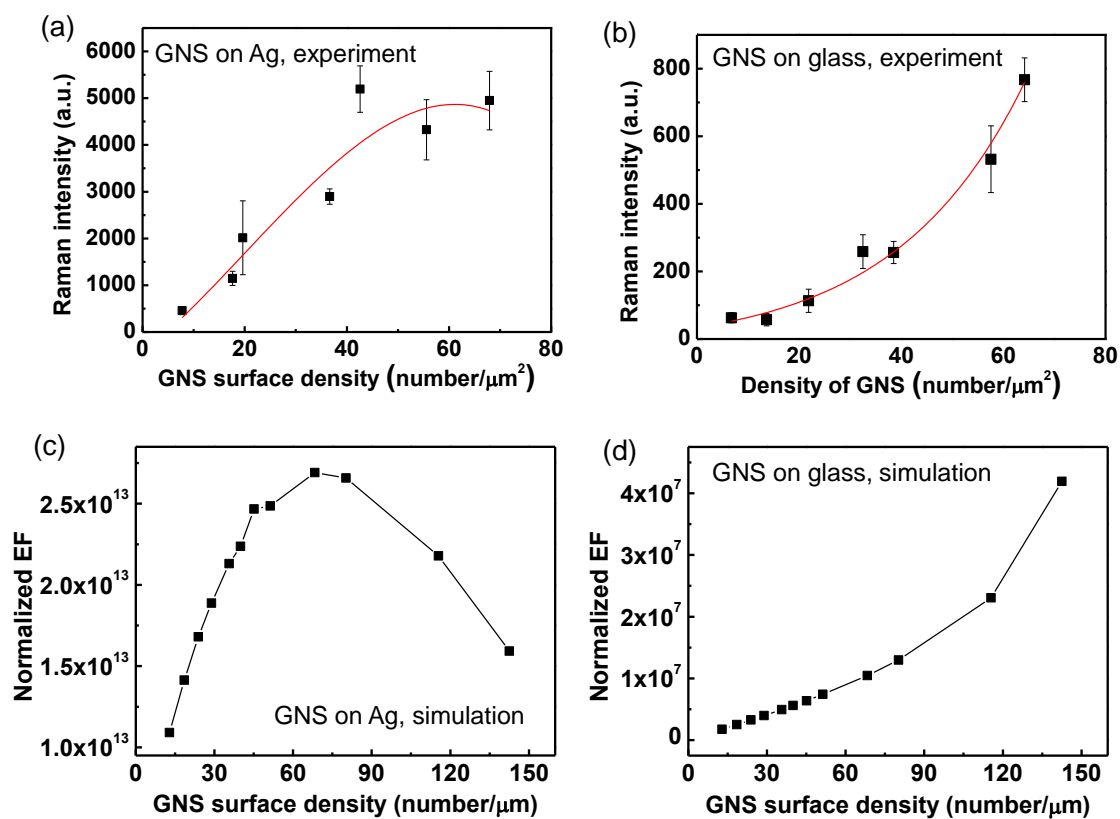 (a)
GNS on Ag, experiment
Raman intensity (a.u.)
6000
5000
4000
3000
2000
1000
0
0 20 40 60 80
GNS surface density (number/μm²)
(b)
GNS on glass, experiment
Raman intensity (a.u.)
800
600
400
200
0
0 20 40 60 80
Density of GNS (number/μm²)
(c)
Normalized EF
2.5x10¹³
2.0x10¹³
1.5x10¹³
1.0x10¹³
GNS on Ag, simulation
0 30 60 90 120 150
GNS surface density (number/μm)
(d)
GNS on glass, simulation
Normalized EF
4x10⁷
3x10⁷
2x10⁷
1x10⁷
0
0 30 60 90 120 150
GNS surface density (number/μm)